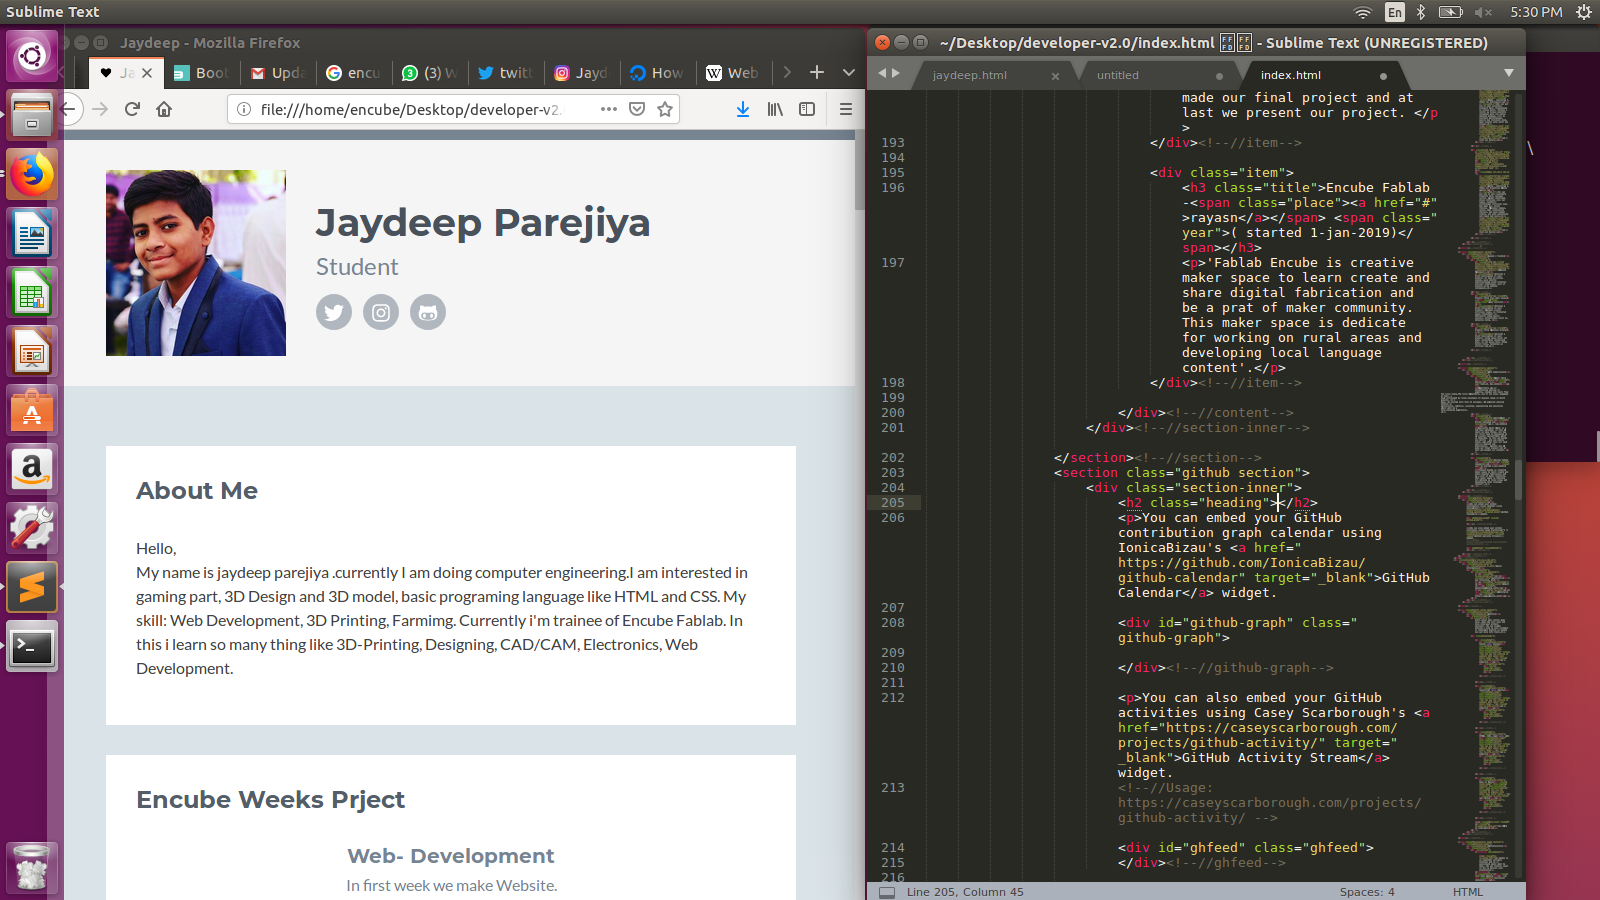 Sublime Text
En
5:30 PM
Jaydeep - Mozilla Firefox
Ja
Boot
Upda
encu
(3) W
twitt
Jayd
How
Web
file:///home/encube/Desktop/developer-v2.
Jaydeep Parejiya
Student
About Me
Hello,
My name is jaydeep parejiya .currently I am doing computer engineering.I am interested in
gaming part, 3D Design and 3D model, basic programing language like HTML and CSS. My
skill: Web Development, 3D Printing, Farmimg. Currently i'm trainee of Encube Fablab. In
this i learn so many thing like 3D-Printing, Designing, CAD/CAM, Electronics, Web
Development.
Encube Weeks Prject
Web- Development
In first week we make Website.
~/Desktop/developer-v2.0/index.html - Sublime Text (UNREGISTERED)
jaydeep.html
untitled
index.html
made our final project and at
last we present our project. </p
>
193 </div><!--//item-->
194
195 <div class="item">
196 <h3 class="title">Encube Fablab
-<span class="place"><a href="#"
>rayasn</a></span> <span class="
year">( started 1-jan-2019)</
span></h3>
197 <p>'Fablab Encube is creative
maker space to learn create and
share digital fabrication and
be a prat of maker community.
This maker space is dedicate
for working on rural areas and
developing local language
content'.</p>
198 </div><!--//item-->
199
200 </div><!--//content-->
201 </div><!--//section-inner-->
202 </section><!--//section-->
203 <section class="github section">
204 <div class="section-inner">
205 <h2 class="heading"></h2>
206 <p>You can embed your GitHub
contribution graph calendar using
IonicaBizau's <a href="
https://github.com/IonicaBizau/
github-calendar" target="_blank">GitHub
Calendar</a> widget.
207
208 <div id="github-graph" class="
github-graph">
209
210 </div><!--//github-graph-->
211
212 <p>You can also embed your GitHub
activities using Casey Scarborough's <a
href="https://caseyscarborough.com/
projects/github-activity/" target="
_blank">GitHub Activity Stream</a>
widget.
213 <!--//Usage:
https://caseyscarborough.com/projects/
github-activity/ -->
214 <div id="ghfeed" class="ghfeed">
215 </div><!--//ghfeed-->
216
Line 205, Column 45
Spaces: 4
HTML
\